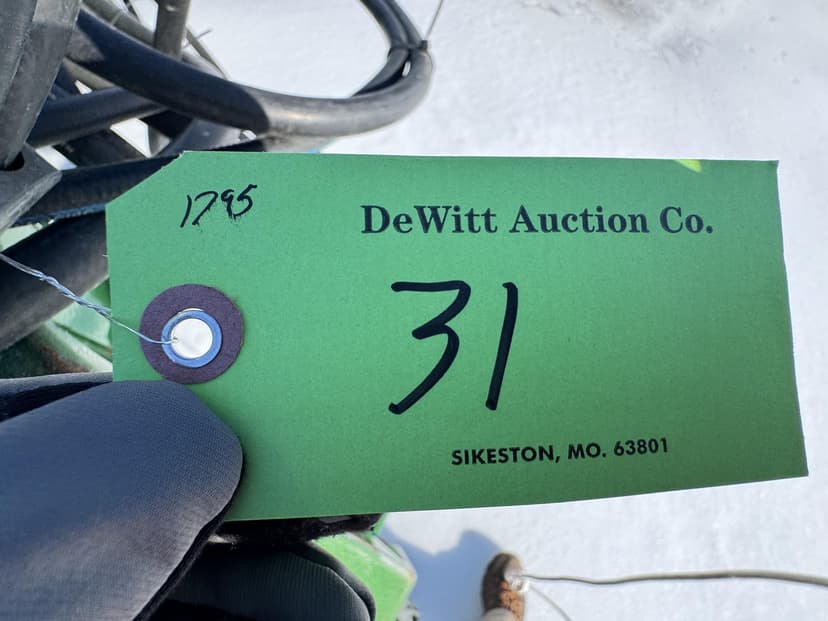 1795
DeWitt Auction Co.
31
SIKESTON, MO. 63801